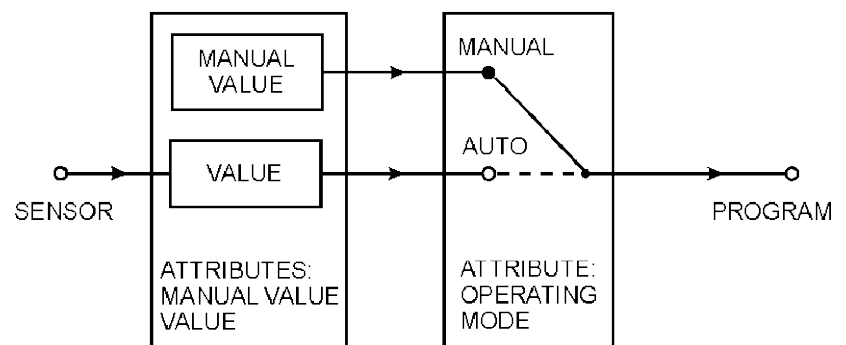 MANUAL
VALUE
MANUAL
VALUE
AUTO
SENSOR
PROGRAM
ATTRIBUTES:
MANUAL VALUE
VALUE
ATTRIBUTE:
OPERATING
MODE